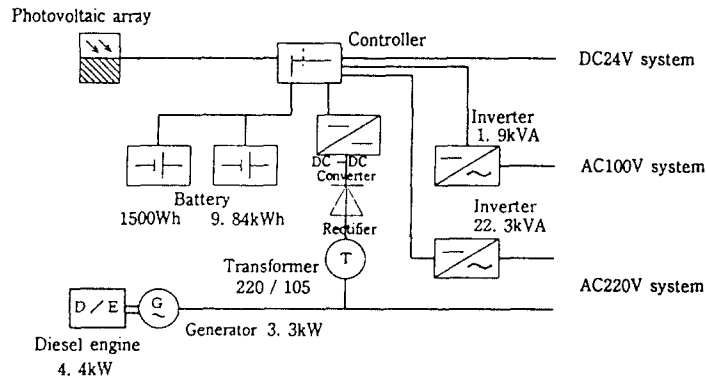 Photovoltaic array
Controller
DC24V system
Inverter
1. 9kVA
DC - DC
Converter
AC100V system
Battery
1500Wh
9. 84kWh
Rectifier
Inverter
22. 3kVA
T
Transformer
220 / 105
AC220V system
D / E
G
Generator 3. 3kW
Diesel engine
4. 4kW